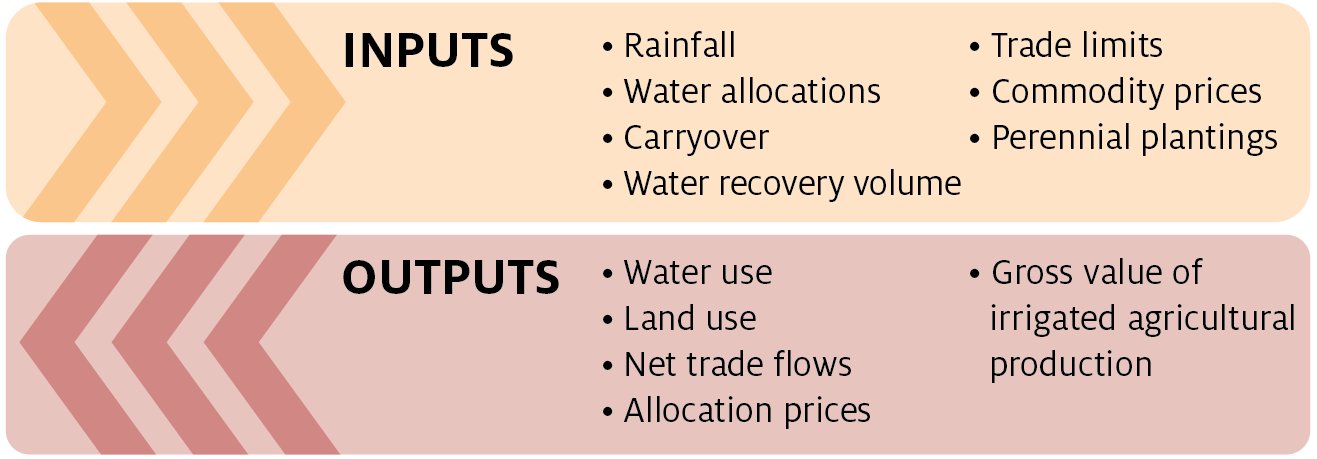 INPUTS
• Rainfall
• Water allocations
• Carryover
• Water recovery volume
• Trade limits
• Commodity prices
• Perennial plantings
OUTPUTS
• Water use
• Land use
• Net trade flows
• Allocation prices
• Gross value of
irrigated agricultural
production